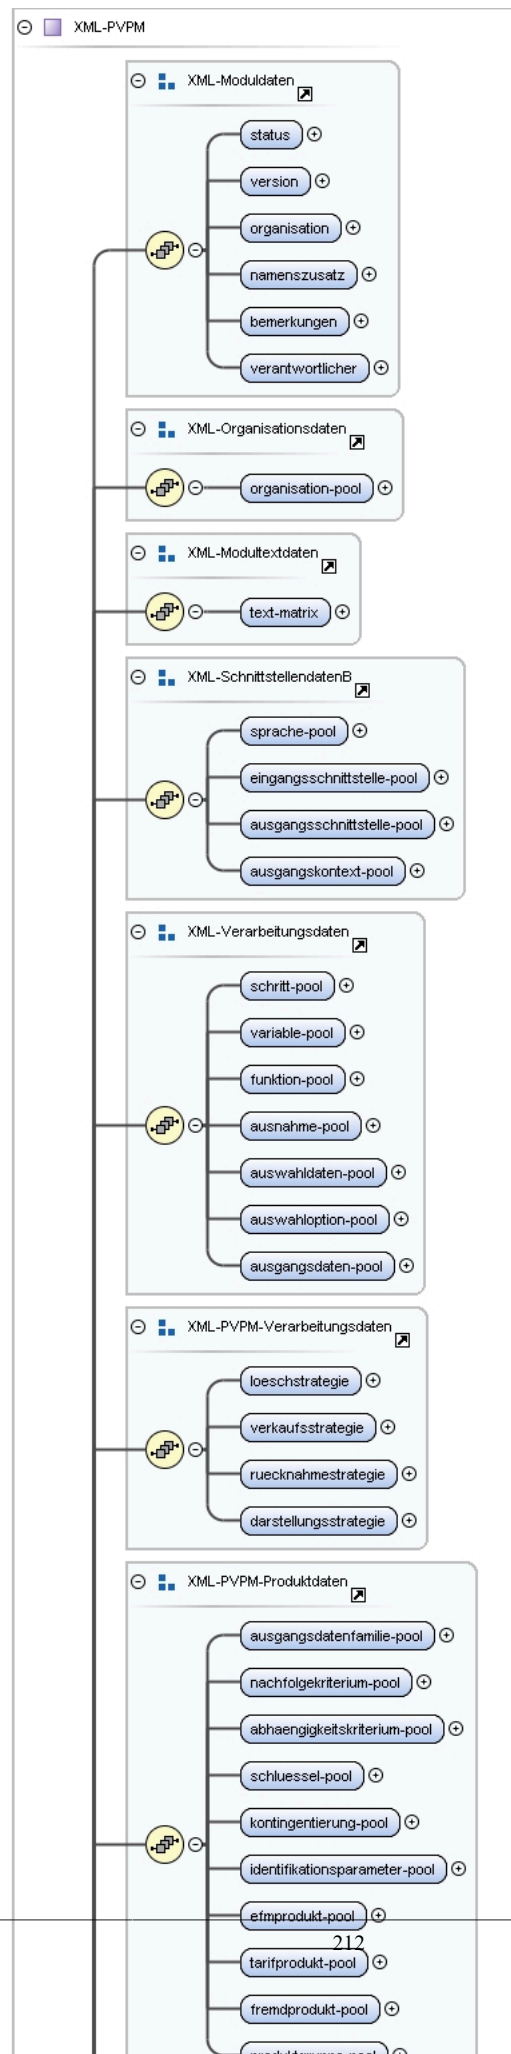 XML-PVPM
XML-Moduldaten
status
version
organisation
namenszusatz
bemerkungen
verantwortlicher
XML-Organisationsdaten
organisation-pool
XML-Modultextdaten
text-matrix
XML-SchnittstellendatenB
sprache-pool
eingangsschnittstelle-pool
ausgangsschnittstelle-pool
ausgangskontext-pool
XML-Verarbeitungsdaten
schritt-pool
variable-pool
funktion-pool
ausnahme-pool
auswahldaten-pool
auswahloption-pool
ausgangsdaten-pool
XML-PVPM-Verarbeitungsdaten
loeschstrategie
verkaufsstrategie
ruecknahmestrategie
darstellungsstrategie
XML-PVPM-Produktdaten
ausgangsdatenfamilie-pool
nachfolgekriterium-pool
abhaengigkeitskriterium-pool
schluessel-pool
kontingentierung-pool
identifikationsparameter-pool
efmprodukt-pool
212
tarifprodukt-pool
fremdprodukt-pool